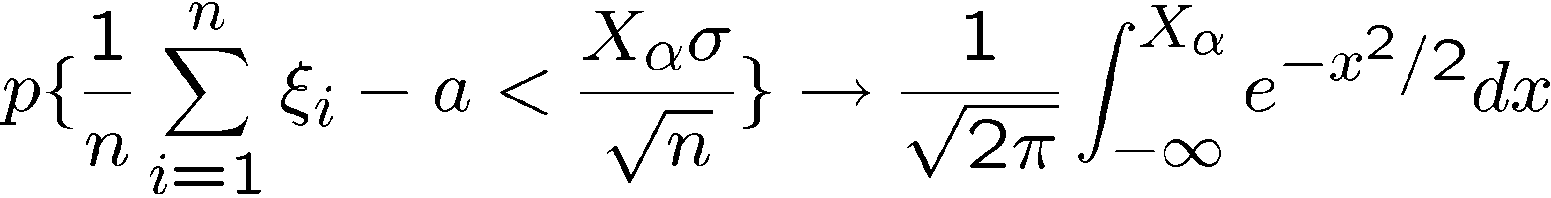 p\{\frac{1}{n}\sum_{i=1}^{n}\xi_i - a < \frac{X_\alpha \sigma}{\sqrt{n}}\} \rightarrow \frac{1}{\sqrt{2\pi}}\int_{-\infty}^{X_\alpha} e^{-x^2/2}dx